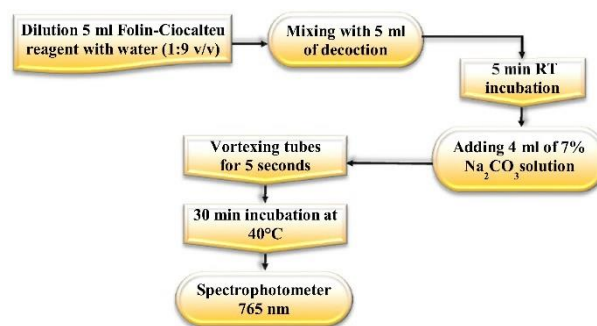 Dilution 5 ml Folin-Ciocalteu
reagent with water (1:9 v/v)
Mixing with 5 ml
of decoction
5 min RT
incubation
Adding 4 ml of 7%
Na₂CO₃ solution
Vortexing tubes
for 5 seconds
30 min incubation at
40°C
Spectrophotometer
765 nm